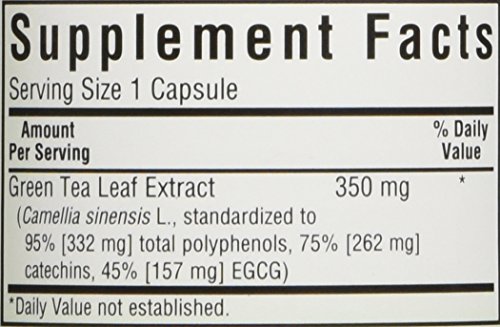 Supplement Facts
Serving Size 1 Capsule
Amount Per Serving % Daily Value
Green Tea Leaf Extract 350 mg *
(Camellia sinensis L., standardized to
95% [332 mg] total polyphenols, 75% [262 mg]
catechins, 45% [157 mg] EGCG)
*Daily Value not established.